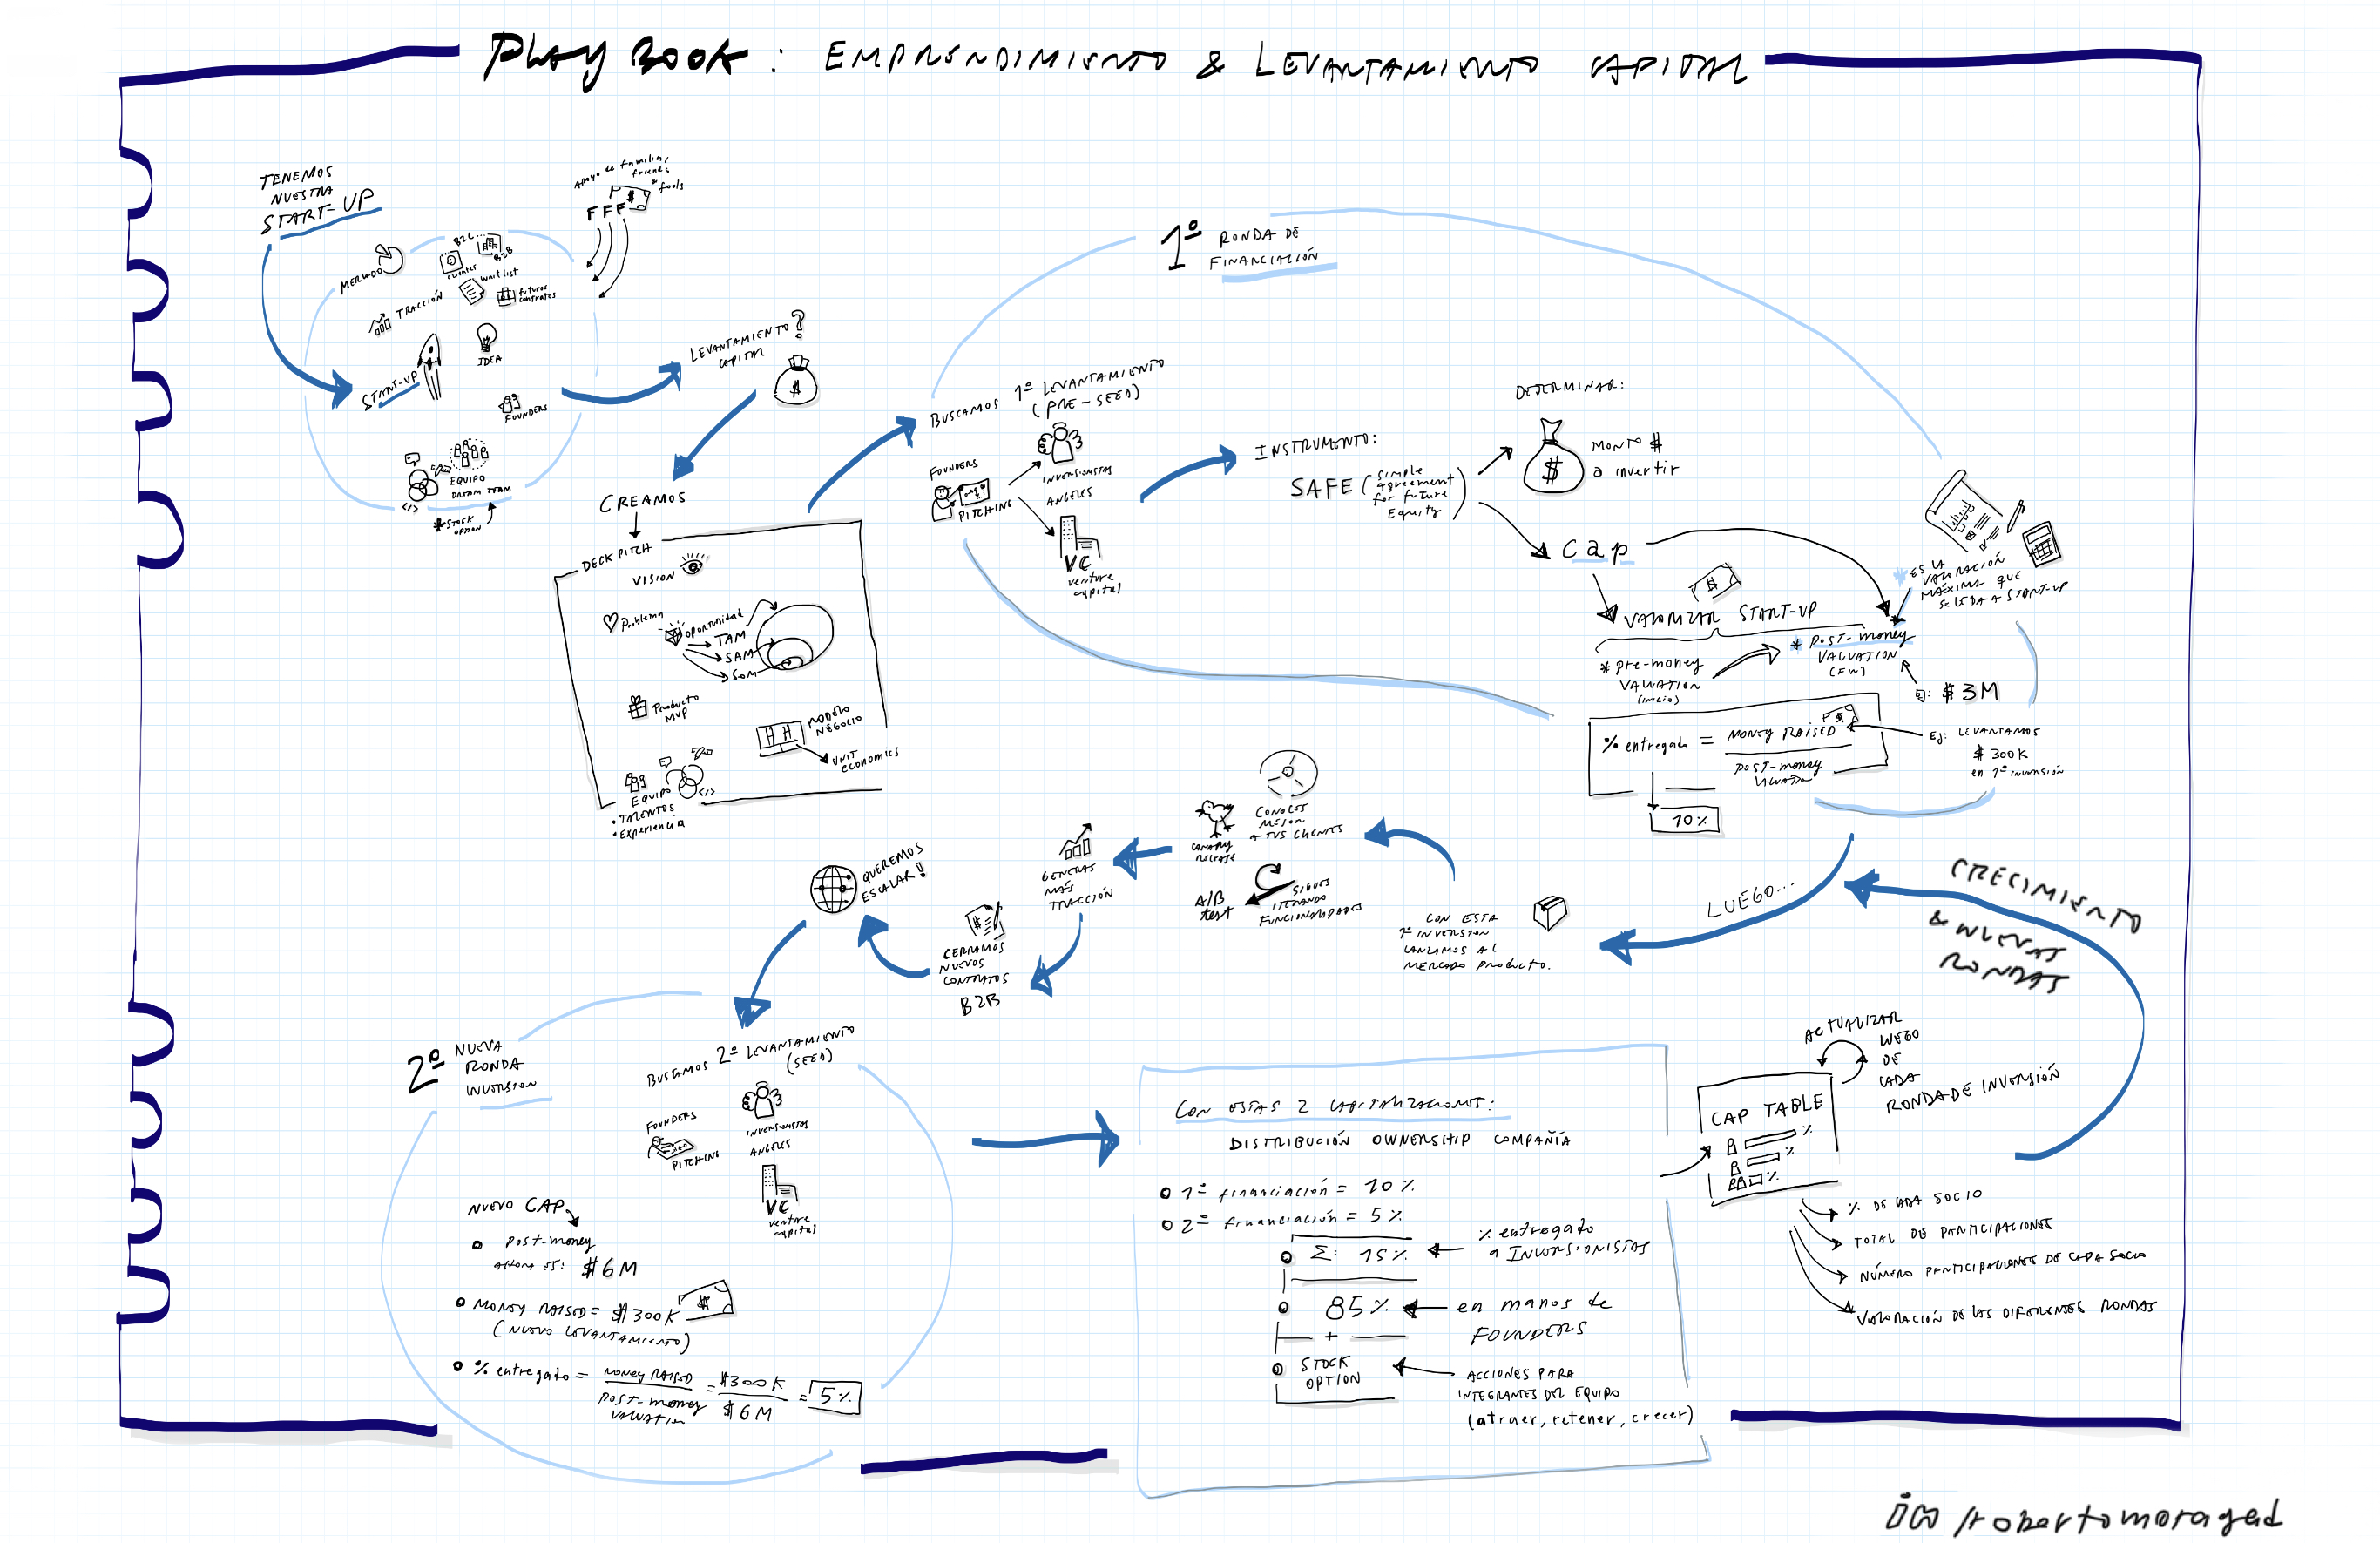 PLAY BOOK: EMPRENDIMIENTO & LEVANTAMIENTO CAPITAL
TENEMOS
NUESTRA
START-UP
Apoyo de familia,
friends
& fools
FFF
$
MERCADO
B2C...
B2B
clientes
waitlist
TRACCIÓN
futuros
contratos
IDEA
START-UP
FOUNDERS
EQUIPO
DREAM TEAM
</>
*STOCK
OPTION
LEVANTAMIENTO?
CAPITAL
$
CREAMOS
DECK PITCH
VISION
Problema
oportunidad
TAM
SAM
SOM
Producto
MVP
MODELO
NEGOCIO
UNIT
economics
EQUIPO
</>
• TALENTOS
• Experiencia
1º RONDA DE
FINANCIACIÓN
BUSCAMOS 1º LEVANTAMIENTO
(PRE-SEED)
FOUNDERS
PITCHING
INVERSIONISTAS
ANGELES
VC
venture
capital
INSTRUMENTO:
SAFE (Simple
Agreement
for future
Equity)
DETERMINAR:
$
MONTO $
a invertir
cap
* ES LA
VALORACIÓN
MÁXIMA QUE
SE LE DA A START-UP
$
VALORIZAR START-UP
* pre-money
VALUATION
(INICIO)
* POST-money
VALUATION
(FIN)
Ej: $3M
% entregado = MONEY RAISED
POST-money
VALUATION
$
Ej: LEVANTAMOS
$300K
en 1º INVERSIÓN
10%
LUEGO...
CON ESTA
1º INVERSION
LANZAMOS AL
MERCADO PRODUCTO.
CONOCES
MEJOR
A TUS CLIENTES
CANARY
RELEASE
A/B
test
SIGUES
ITERANDO
FUNCIONALIDADES
GENERAS
MÁS
TRACCIÓN
$
CERRAMOS
NUEVOS
CONTRATOS
B2B
QUEREMOS
ESCALAR!
2º NUEVA
RONDA
INVERSION
BUSCAMOS 2º LEVANTAMIENTO
(SEED)
FOUNDERS
PITCHING
INVERSIONISTAS
ANGELES
VC
venture
capital
NUEVO CAP
POST-money
AHORA ES: $6M
MONEY RAISED = $300K
$
(NUEVO LEVANTAMIENTO)
% entregado = MONEY RAISED = $300K = 5%
POST-money $6M
VALUATION
CON ESTAS 2 CAPITALIZACIONES:
DISTRIBUCIÓN OWNERSHIP COMPAÑÍA
1º financiación = 10%
2º financiación = 5%
Σ: 15%
% entregado
a INVERSIONISTAS
85%
en manos de
FOUNDERS
+
STOCK
OPTION
ACCIONES PARA
INTEGRANTES DEL EQUIPO
(atraer, retener, crecer)
CAP TABLE
%
%
%
ACTUALIZAR
LUEGO
DE
CADA
RONDA DE INVERSIÓN
% DE CADA SOCIO
TOTAL DE PARTICIPACIONES
NÚMERO PARTICIPACIONES DE CADA SOCIO
VALORACIÓN DE LAS DIFERENTES RONDAS
CRECIMIENTO
& NUEVAS
RONDAS
in /robertomoraged